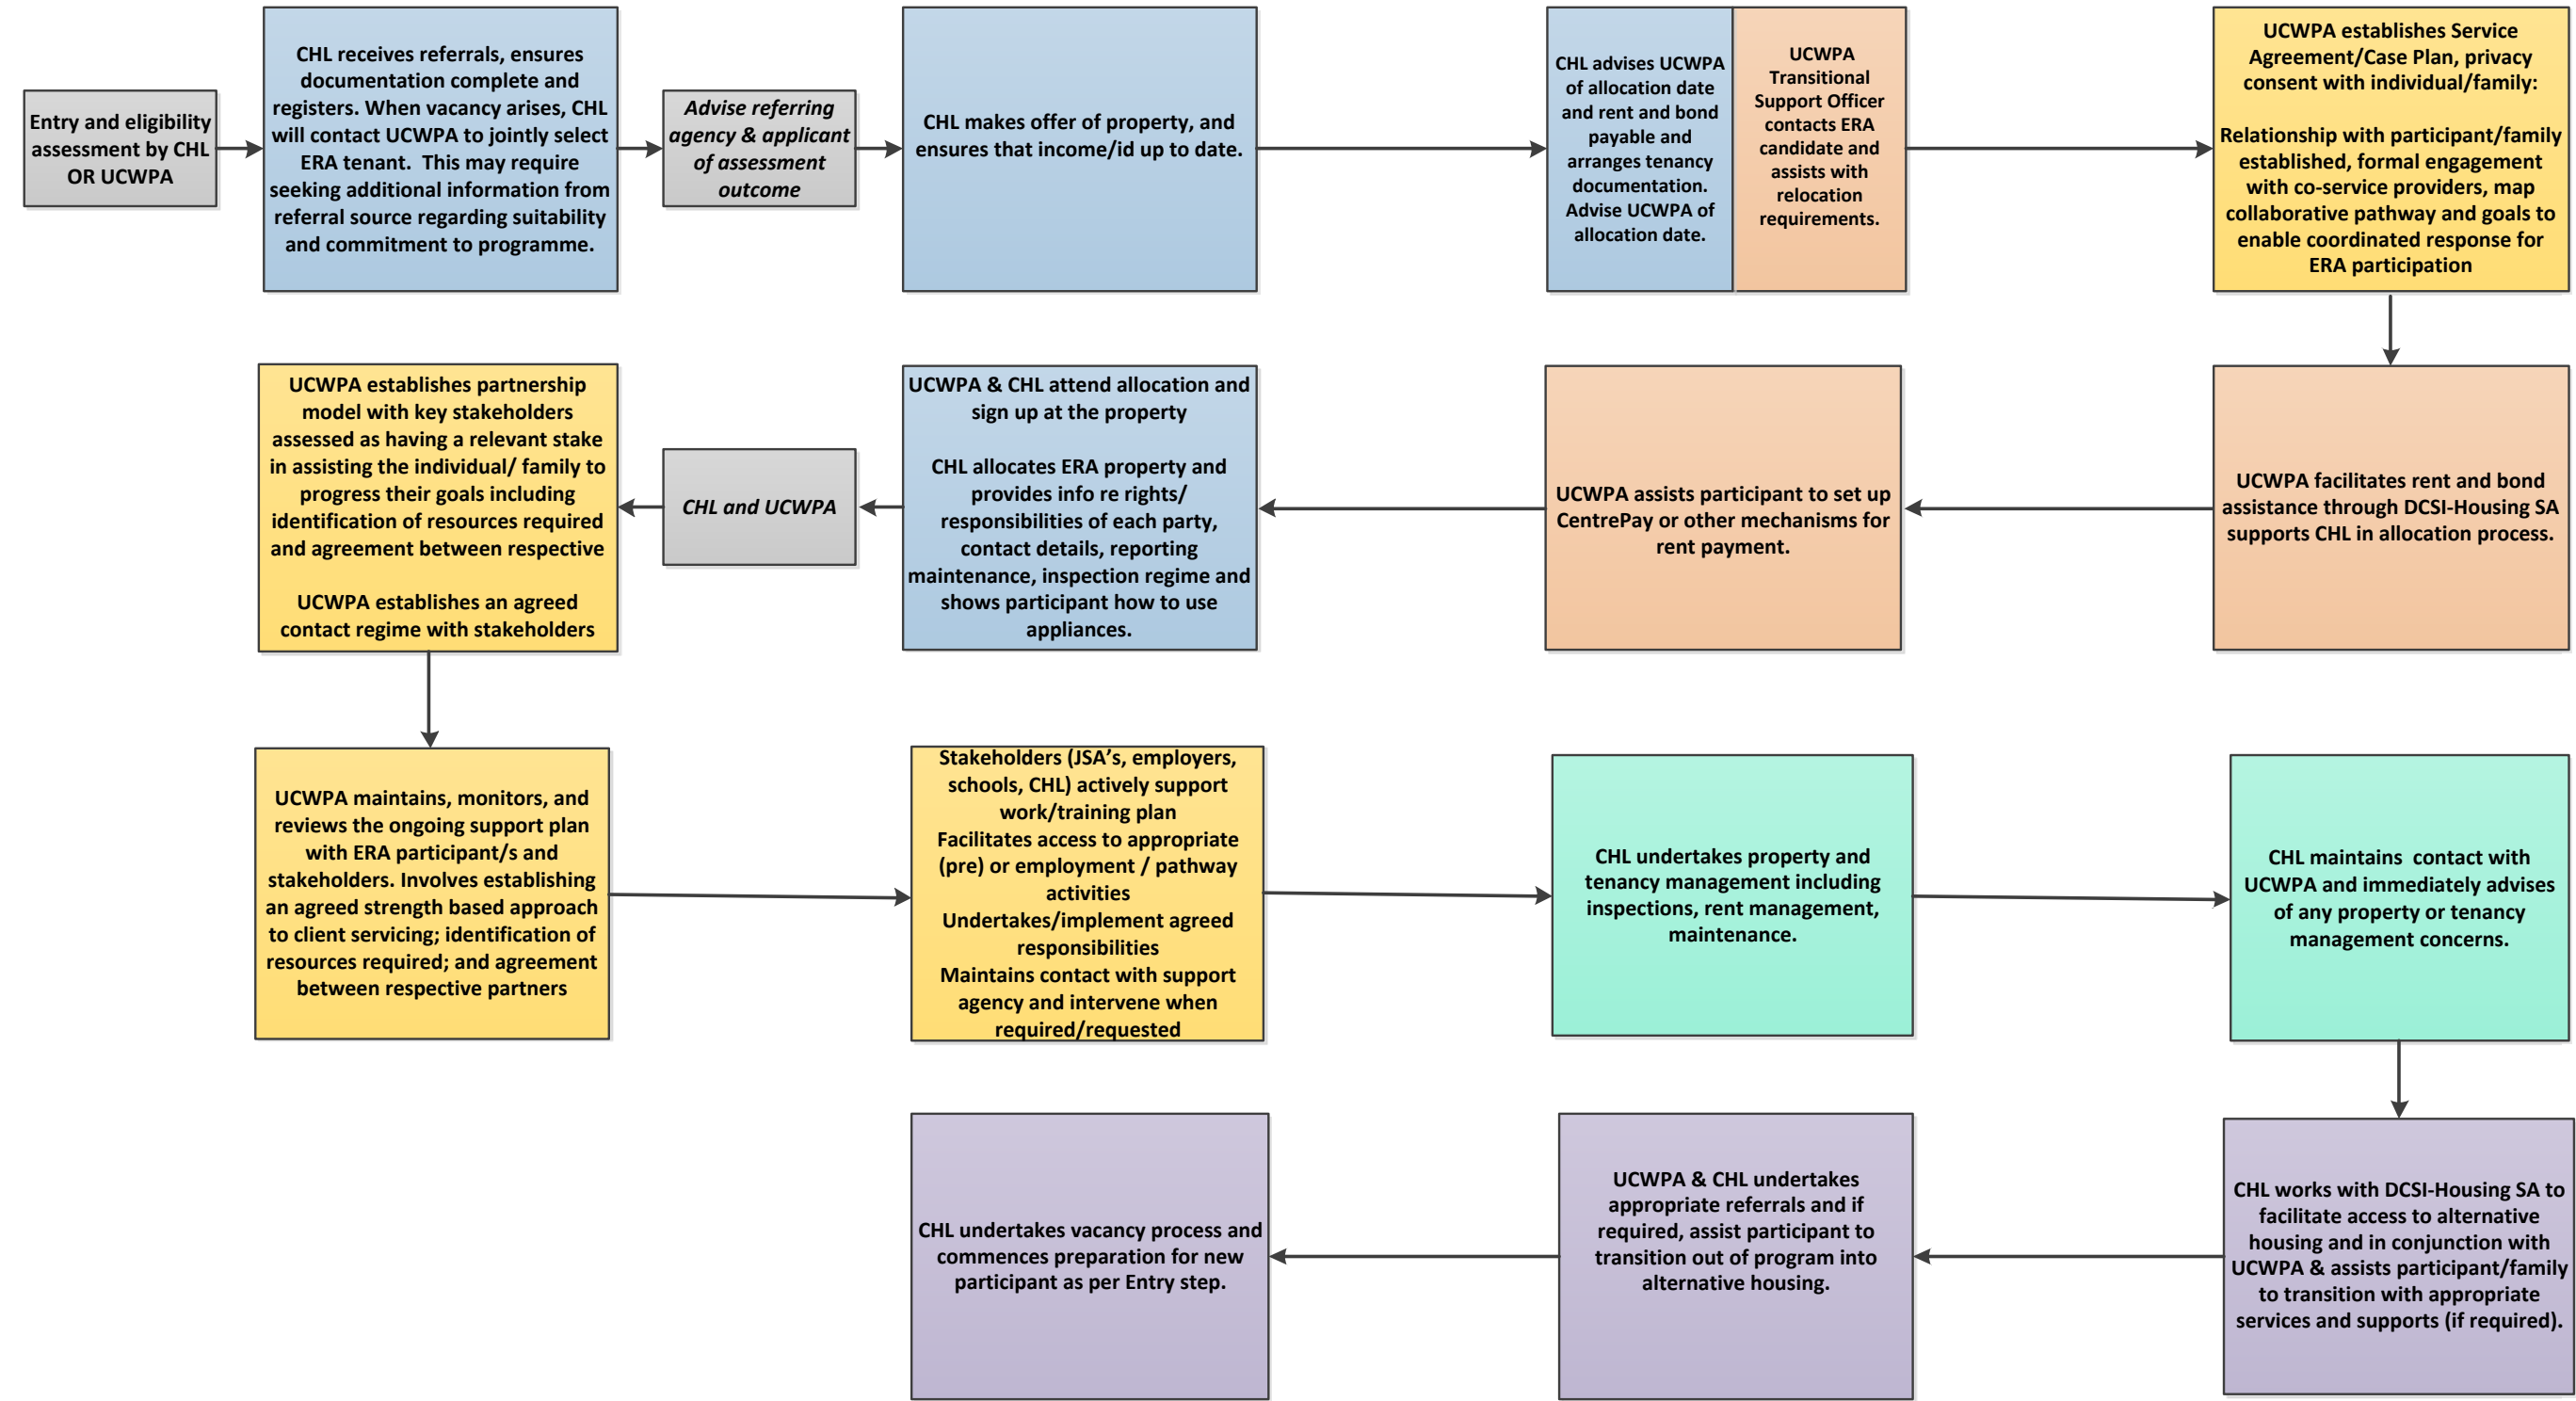 Entry and eligibility
assessment by CHL
OR UCWPA
CHL receives referrals, ensures
documentation complete and
registers. When vacancy arises, CHL
will contact UCWPA to jointly select
ERA tenant.  This may require
seeking additional information from
referral source regarding suitability
and commitment to programme.
Advise referring
agency & applicant
of assessment
outcome
CHL makes offer of property, and
ensures that income/id up to date.
CHL advises UCWPA
of allocation date
and rent and bond
payable and
arranges tenancy
documentation.
Advise UCWPA of
allocation date.
UCWPA
Transitional
Support Officer
contacts ERA
candidate and
assists with
relocation
requirements.
UCWPA establishes Service
Agreement/Case Plan, privacy
consent with individual/family:
Relationship with participant/family
established, formal engagement
with co-service providers, map
collaborative pathway and goals to
enable coordinated response for
ERA participation
UCWPA facilitates rent and bond
assistance through DCSI-Housing SA
supports CHL in allocation process.
UCWPA assists participant to set up
CentrePay or other mechanisms for
rent payment.
UCWPA & CHL attend allocation and
sign up at the property
CHL allocates ERA property and
provides info re rights/
responsibilities of each party,
contact details, reporting
maintenance, inspection regime and
shows participant how to use
appliances.
CHL and UCWPA
UCWPA establishes partnership
model with key stakeholders
assessed as having a relevant stake
in assisting the individual/ family to
progress their goals including
identification of resources required
and agreement between respective
UCWPA establishes an agreed
contact regime with stakeholders
UCWPA maintains, monitors, and
reviews the ongoing support plan
with ERA participant/s and
stakeholders. Involves establishing
an agreed strength based approach
to client servicing; identification of
resources required; and agreement
between respective partners
Stakeholders (JSA’s, employers,
schools, CHL) actively support
work/training plan
Facilitates access to appropriate
(pre) or employment / pathway
activities
Undertakes/implement agreed
responsibilities
Maintains contact with support
agency and intervene when
required/requested
CHL undertakes property and
tenancy management including
inspections, rent management,
maintenance.
CHL maintains  contact with
UCWPA and immediately advises
of any property or tenancy
management concerns.
CHL works with DCSI-Housing SA to
facilitate access to alternative
housing and in conjunction with
UCWPA & assists participant/family
to transition with appropriate
services and supports (if required).
UCWPA & CHL undertakes
appropriate referrals and if
required, assist participant to
transition out of program into
alternative housing.
CHL undertakes vacancy process and
commences preparation for new
participant as per Entry step.